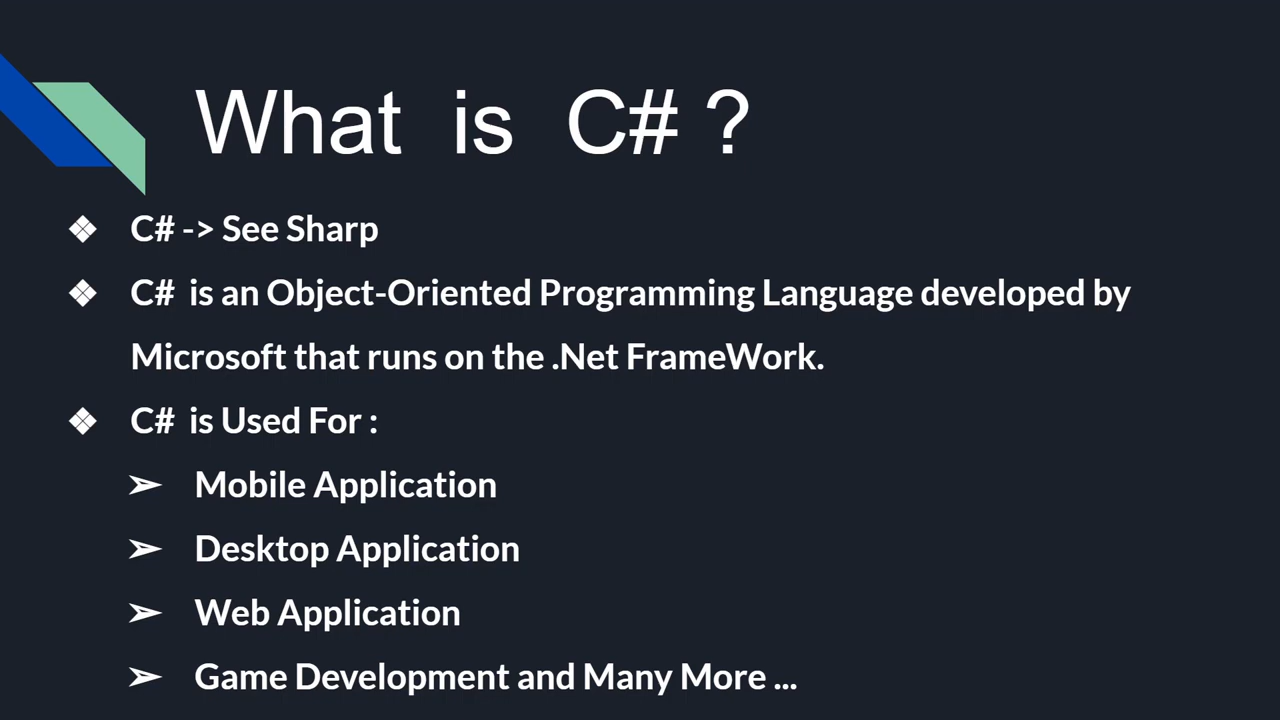 What is C# ?
❖ C# -> See Sharp
❖ C# is an Object-Oriented Programming Language developed by
Microsoft that runs on the .Net FrameWork.
❖ C# is Used For :
➢ Mobile Application
➢ Desktop Application
➢ Web Application
➢ Game Development and Many More ...